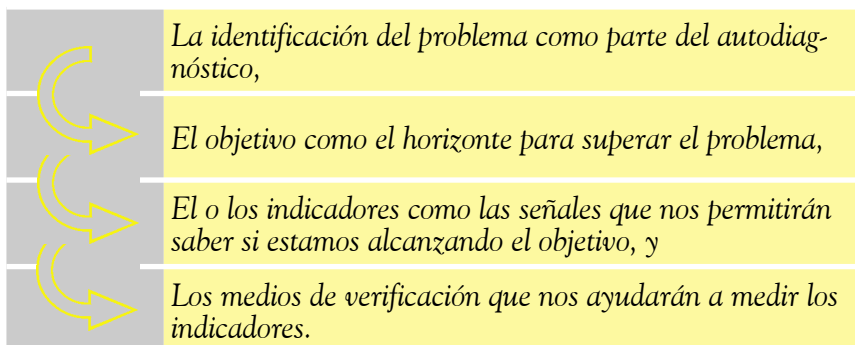 La identificación del problema como parte del autodiag-
nóstico,
El objetivo como el horizonte para superar el problema,
El o los indicadores como las señales que nos permitirán
saber si estamos alcanzando el objetivo, y
Los medios de verificación que nos ayudarán a medir los
indicadores.